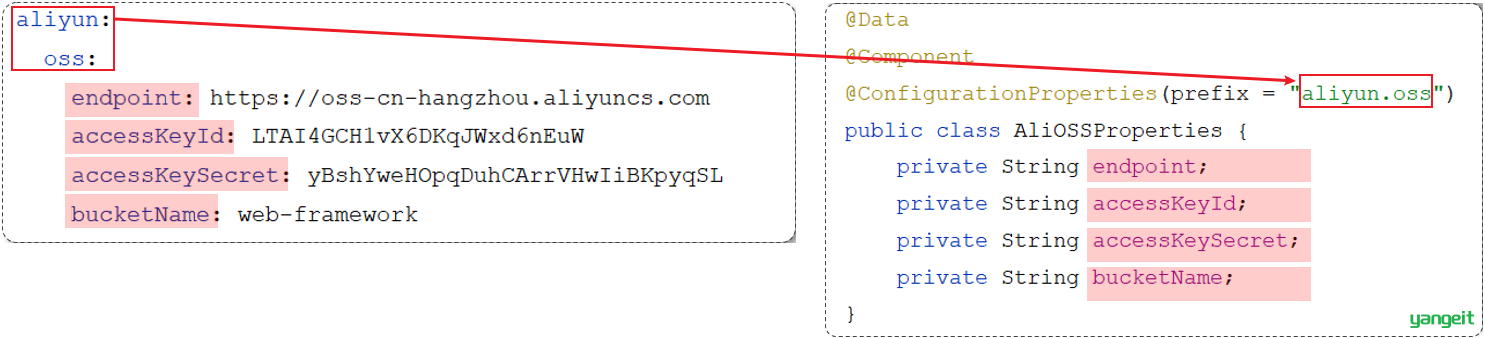 aliyun:
oss:
endpoint: https://oss-cn-hangzhou.aliyuncs.com
accessKeyId: LTAI4GCH1vX6DKqJWxd6nEuW
accessKeySecret: yBshYweHOpqDuhCArrVHwIiBKpyqSL
bucketName: web-framework
@Data
@Component
@ConfigurationProperties(prefix = "aliyun.oss")
public class AliOSSProperties {
private String endpoint;
private String accessKeyId;
private String accessKeySecret;
private String bucketName;
}
yangeit